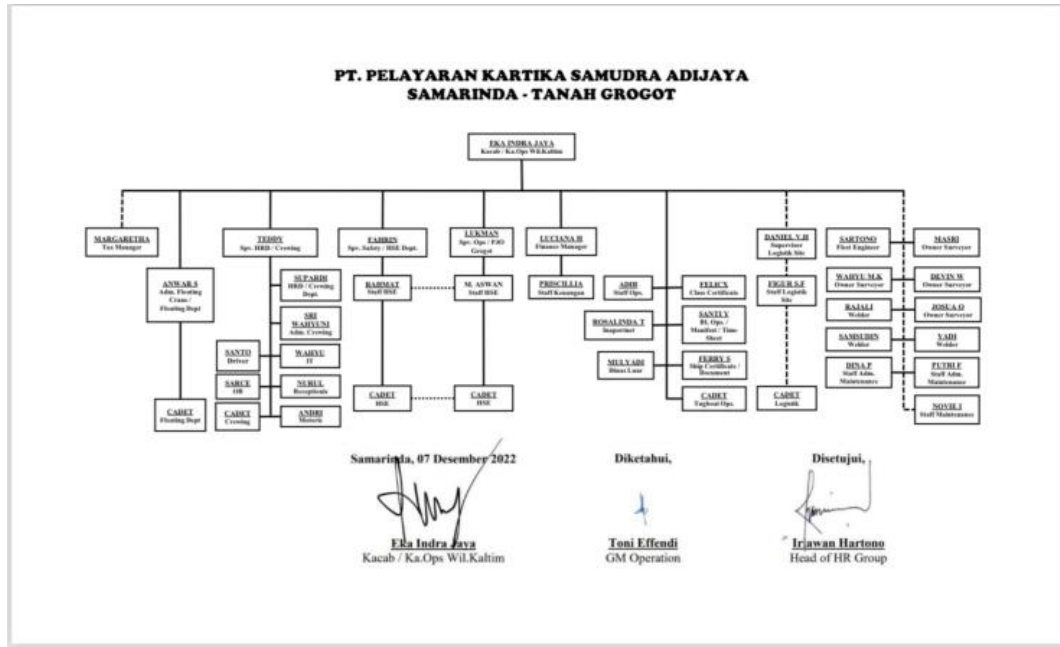 PT. PELAYARAN KARTIKA SAMUDRA ADIJAYA
SAMARINDA - TANAH GROGOT
EKA INDRA JAYA
Kacab / Ka.Ops Wil.Kaltim
MARGARETHA
Tax Manager
ANWAR S
Adm. Floating
Crane /
Floating Dept
CADET
Floating Dept
TEDDY
Spv. HRD / Crewing
SUPARDI
HRD / Crewing
Dept.
SRI
WAHYUNI
Adm. Crewing
SANTO
Driver
WAHYU
IT
SARCE
OB
NURUL
Receptionis
CADET
Crewing
ANDRI
Motoris
FAHRIN
Spv. Safety / HSE Dept.
RAHMAT
Staff HSE
CADET
HSE
LUKMAN
Spv. Ops / PJO
Grogot
M. ASWAN
Staff HSE
CADET
HSE
LUCIANA H
Finance Manager
PRISCILLIA
Staff Keuangan
ADIB
Staff Ops.
FELICX
Class Certificate
ROSALINDA T
Inaportnet
SANTI Y
BL Ops. /
Manifest / Time
Sheet
MULYADI
Dinas Luar
FERRY S
Ship Certificate /
Document
CADET
Tugboat Ops.
DANIEL Y.H
Supervisor
Logistik Site
FIGUR S.F
Staff Logistik
Site
CADET
Logistik
SARTONO
Fleet Engineer
MASRI
Owner Surveyor
WAHYU M.K
Owner Surveyor
DEVIN W
Owner Surveyor
RAJALI
Welder
JOSUA O
Owner Surveyor
SAMSUDIN
Welder
YADI
Welder
DINA P
Staff Adm.
Maintenance
PUTRI F
Staff Adm.
Maintenance
NOVIE I
Staff Maintenance
Samarinda, 07 Desember 2022
Eka Indra Jaya
Kacab / Ka.Ops Wil.Kaltim
Diketahui,
Toni Effendi
GM Operation
Disetujui,
Irjawan Hartono
Head of HR Group